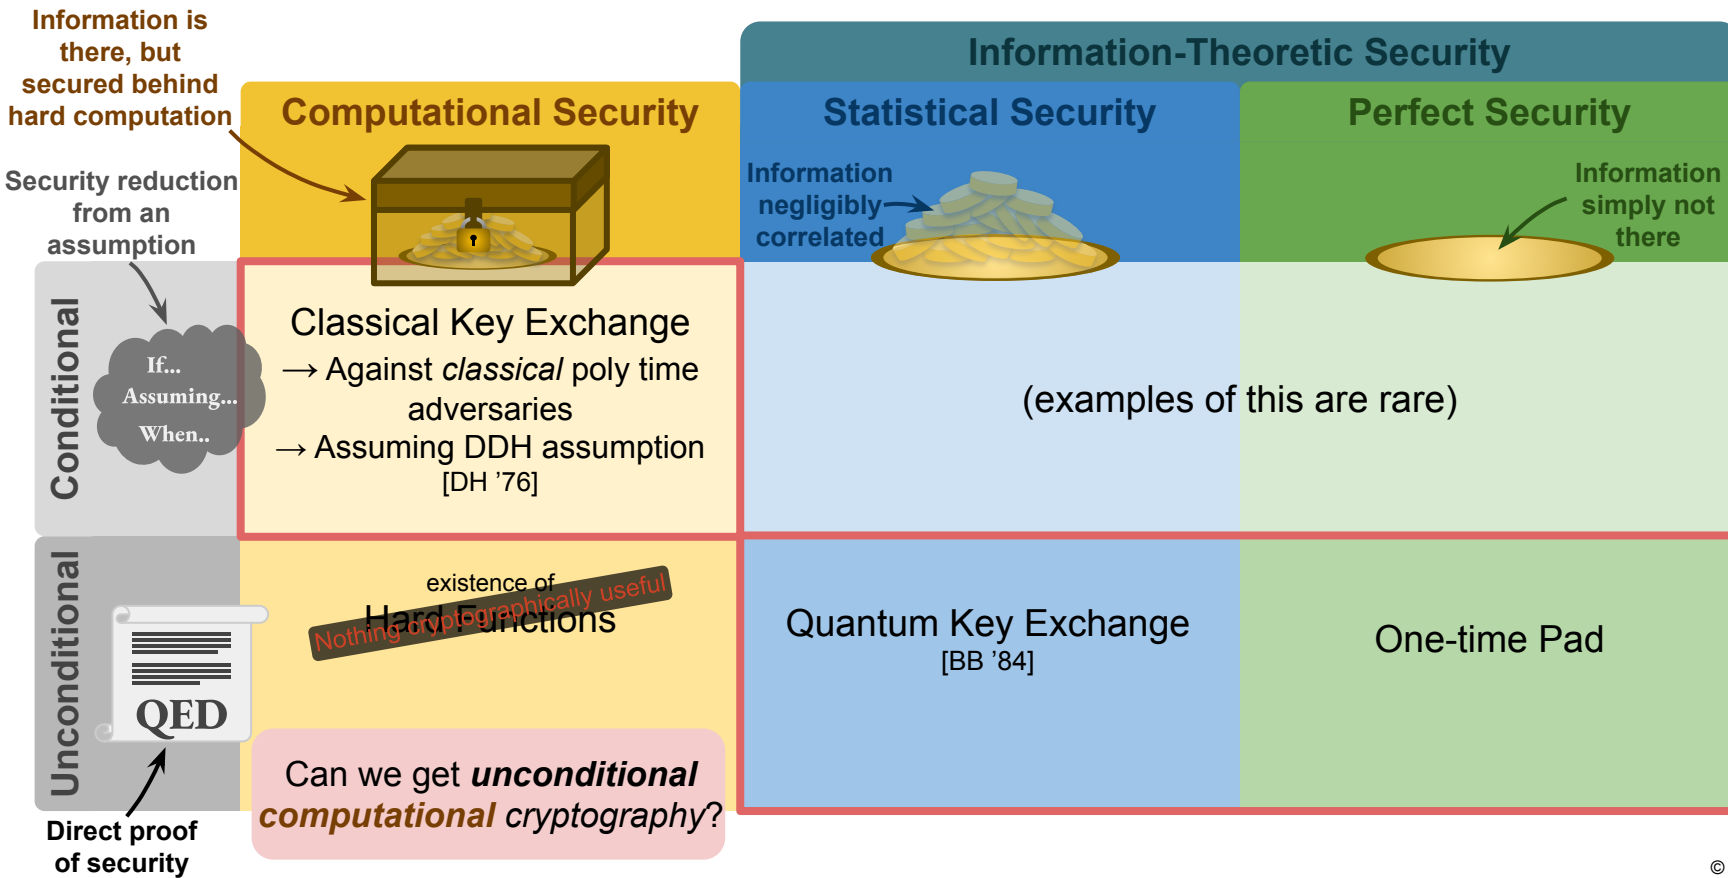 Information is
there, but
secured behind
hard computation
Information-Theoretic Security
Computational Security
Statistical Security
Perfect Security
Security reduction
from an
assumption
Information
negligibly
correlated
Information
simply not
there
Conditional
If...
Assuming...
When..
Classical Key Exchange
→ Against classical poly time
adversaries
→ Assuming DDH assumption
[DH ’76]
(examples of this are rare)
Unconditional
QED
existence of
Hard Functions
Nothing cryptographically useful
Quantum Key Exchange
[BB ’84]
One-time Pad
Can we get unconditional
computational cryptography?
Direct proof
of security
©